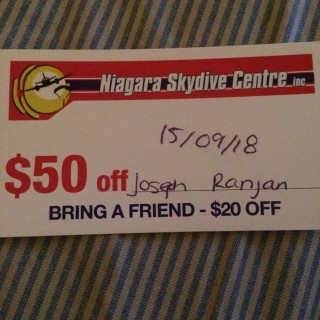 Niagara Skydive Centre inc
15/09/18
$50 off Joseph Ranjan
BRING A FRIEND - $20 OFF